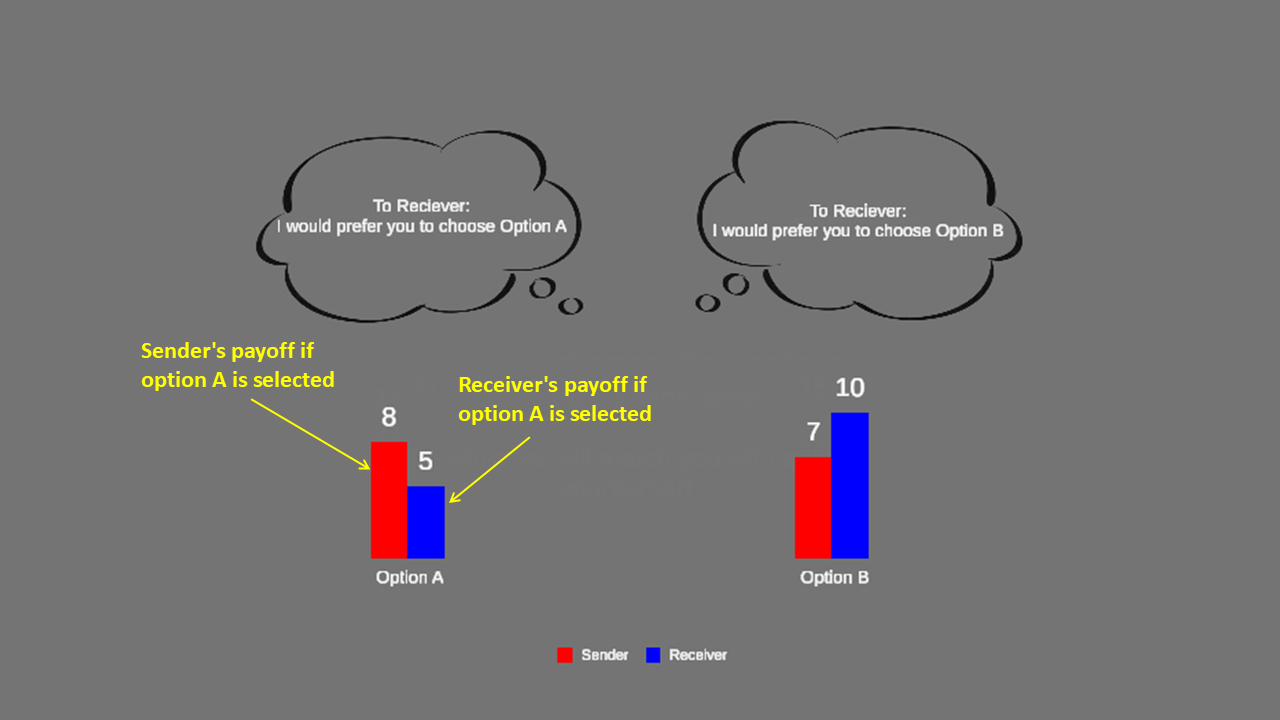 To Reciever:
I would prefer you to choose Option A
To Reciever:
I would prefer you to choose Option B
Sender's payoff if
option A is selected
Receiver's payoff if
option A is selected
8
5
7
10
Option A
Option B
Sender
Receiver